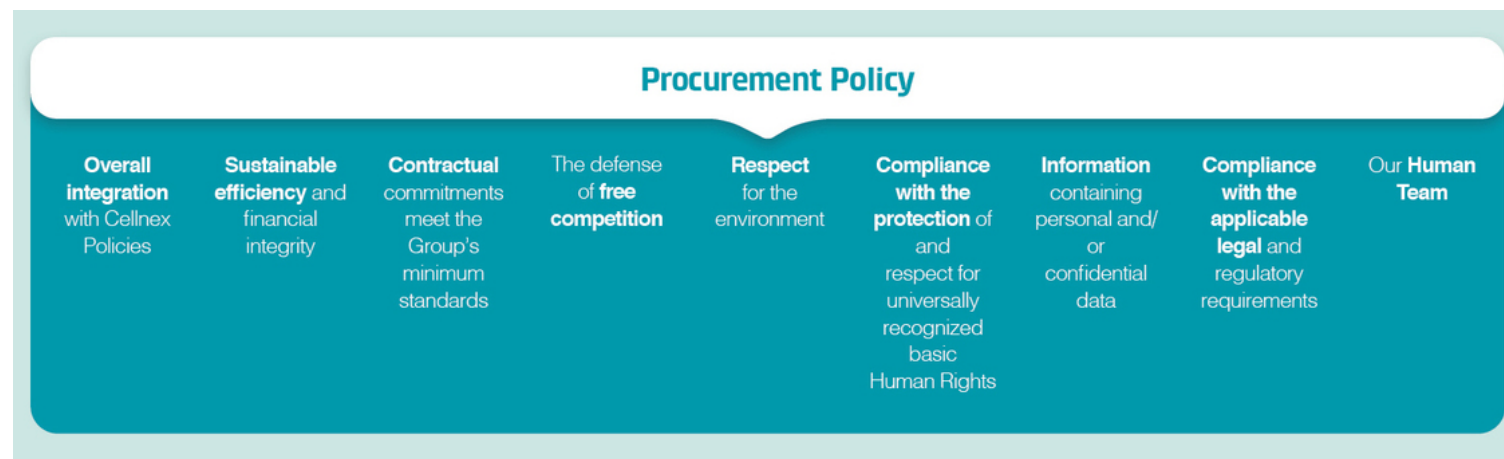 Procurement Policy
Overall
integration
with Cellnex
Policies
Sustainable
efficiency and
financial
integrity
Contractual
commitments
meet the
Group's
minimum
standards
The defense
of free
competition
Respect
for the
environment
Compliance
with the
protection of
and
respect for
universally
recognized
basic
Human Rights
Information
containing
personal and/
or
confidential
data
Compliance
with the
applicable
legal and
regulatory
requirements
Our Human
Team